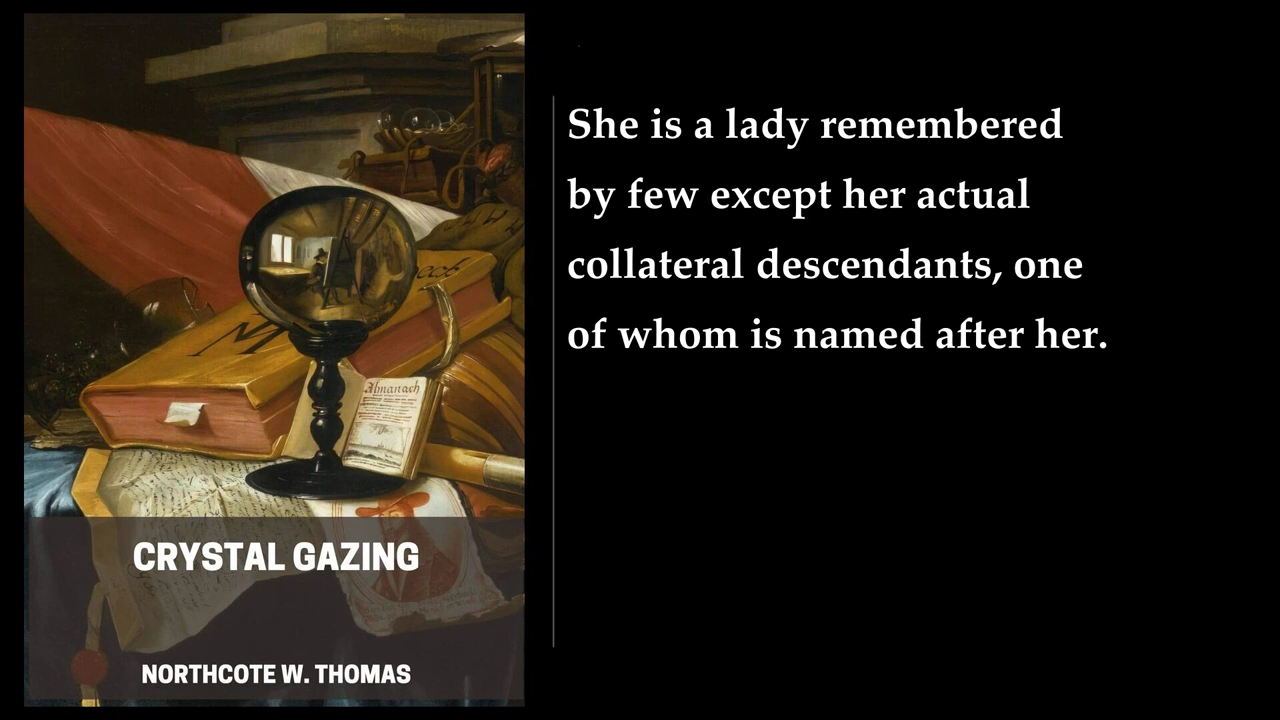 She is a lady remembered
by few except her actual
collateral descendants, one
of whom is named after her.
M
Almanach
CRYSTAL GAZING
NORTHCOTE W. THOMAS